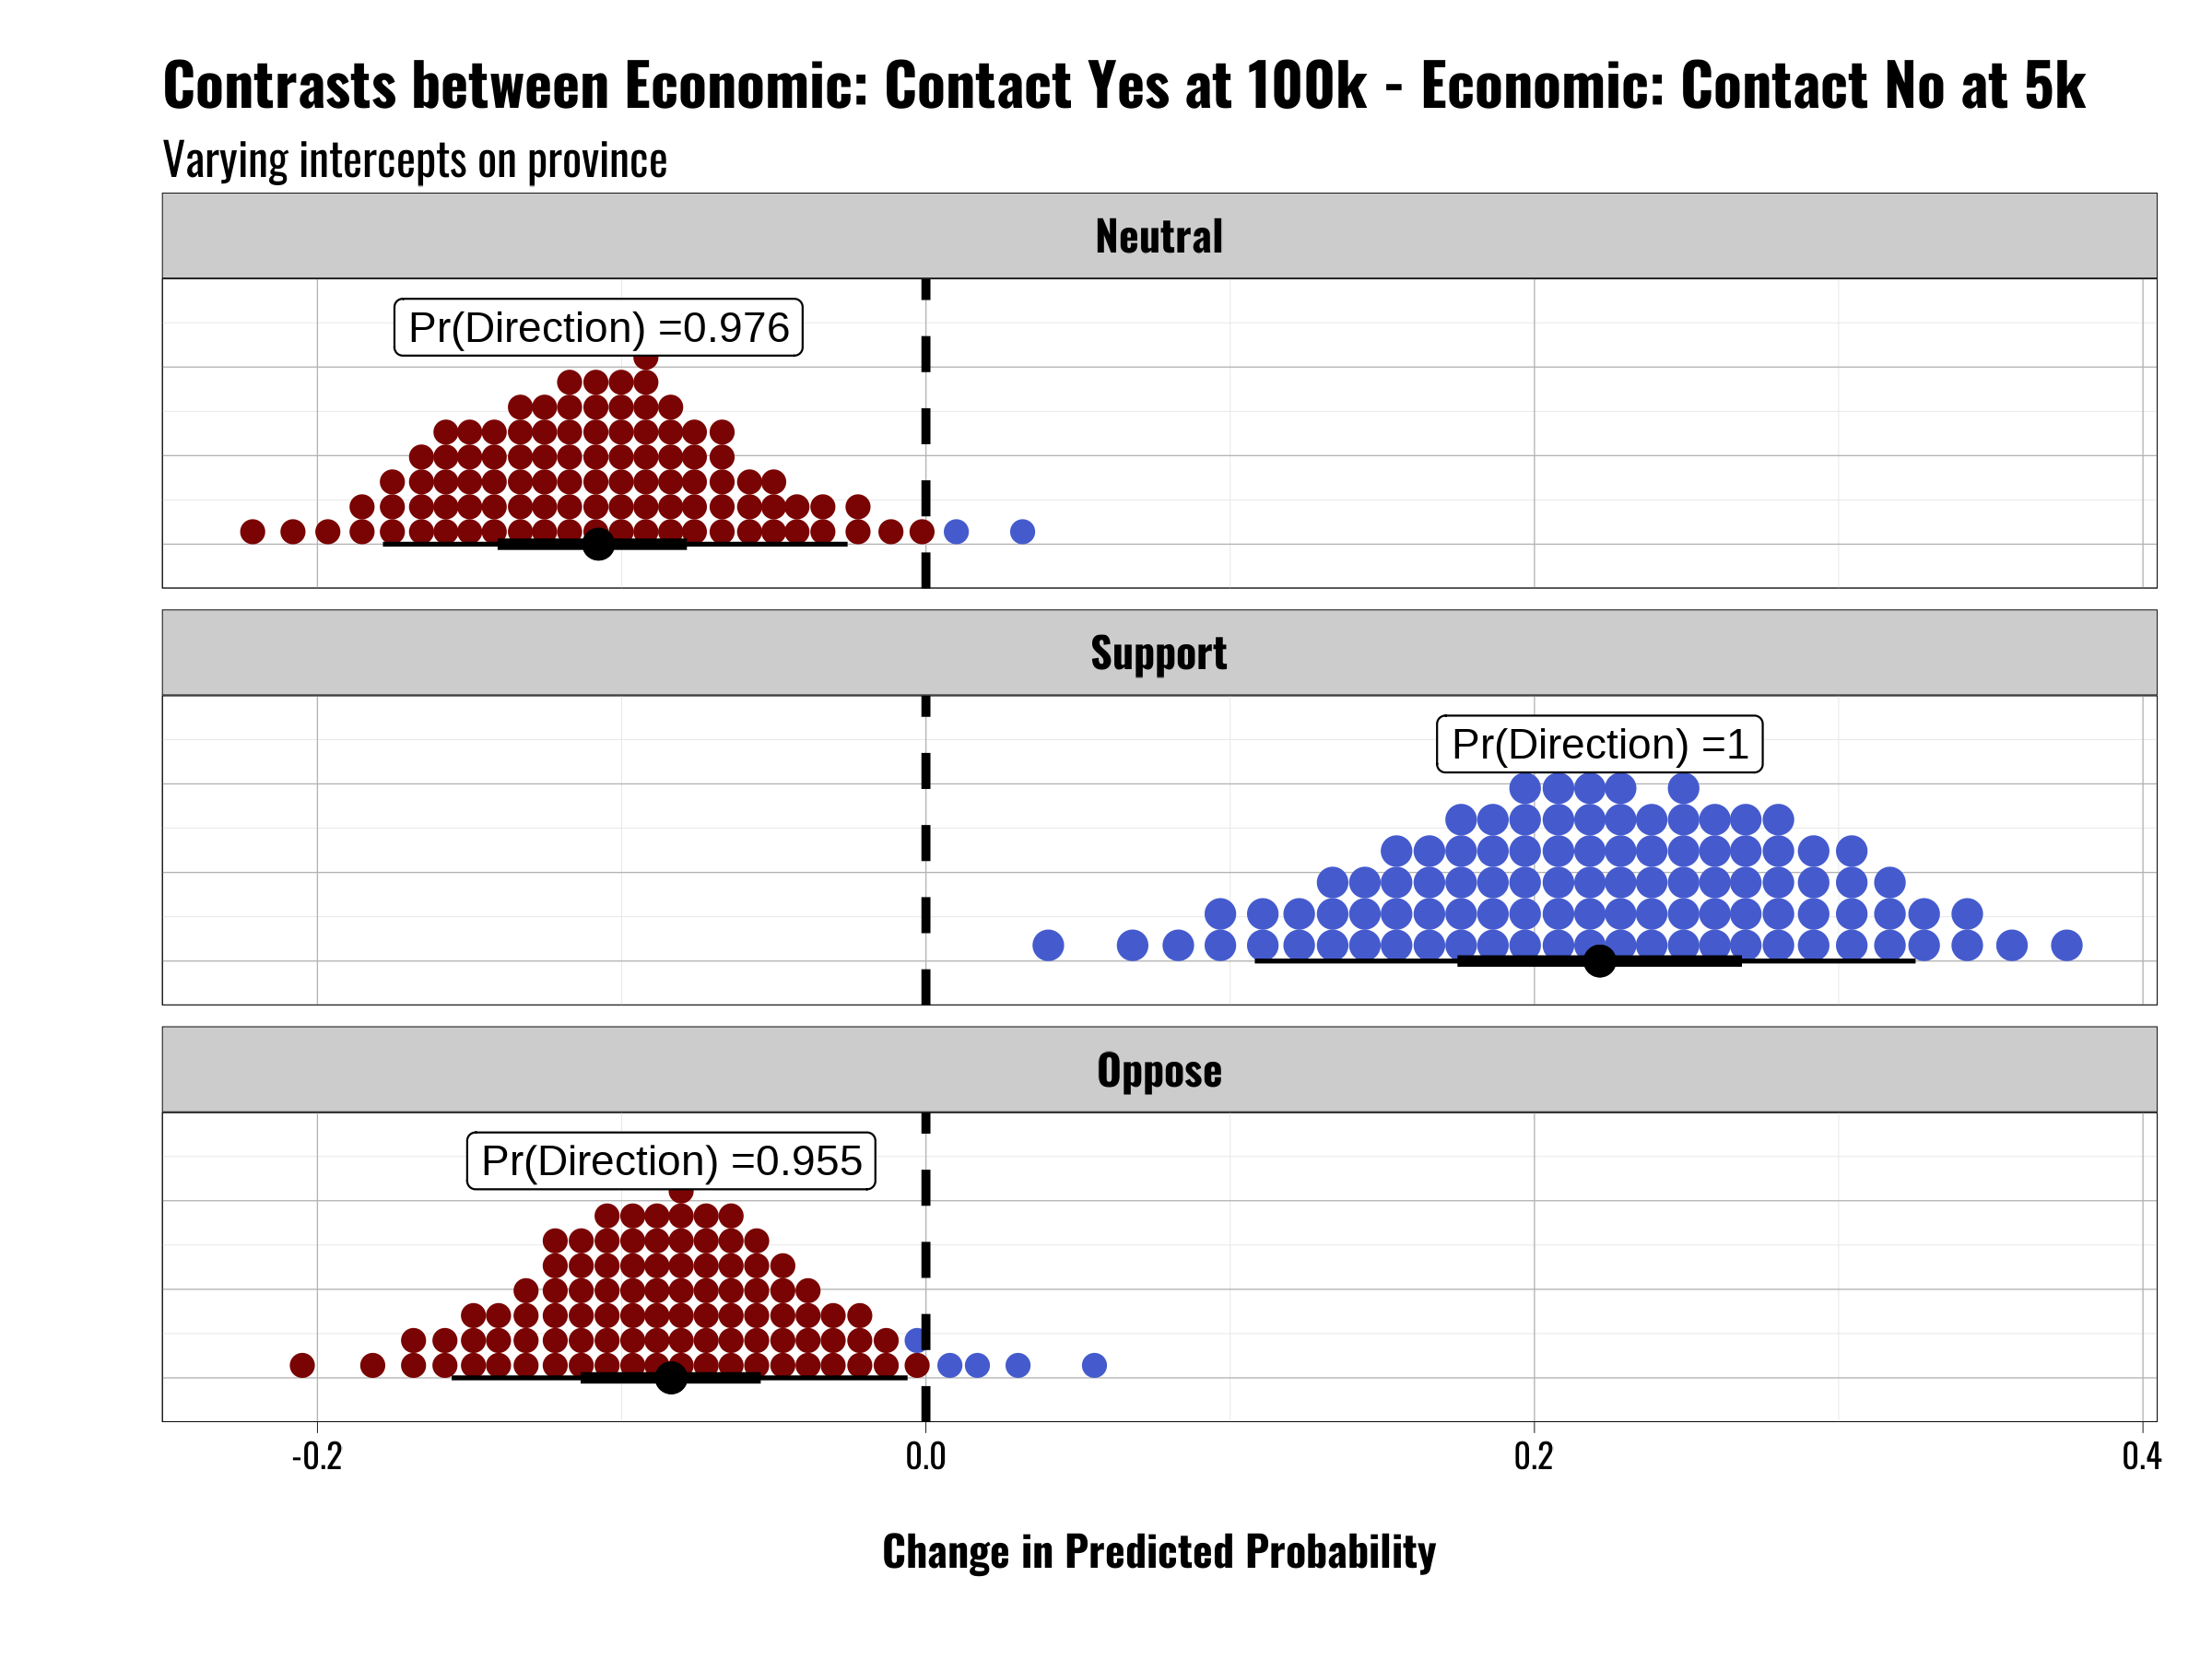 Contrasts between Economic: Contact Yes at 100k - Economic: Contact No at 5k
Varying intercepts on province
Neutral
Pr(Direction) =0.976
Support
Pr(Direction) =1
Oppose
Pr(Direction) =0.955
-0.2 0.0 0.2 0.4
Change in Predicted Probability